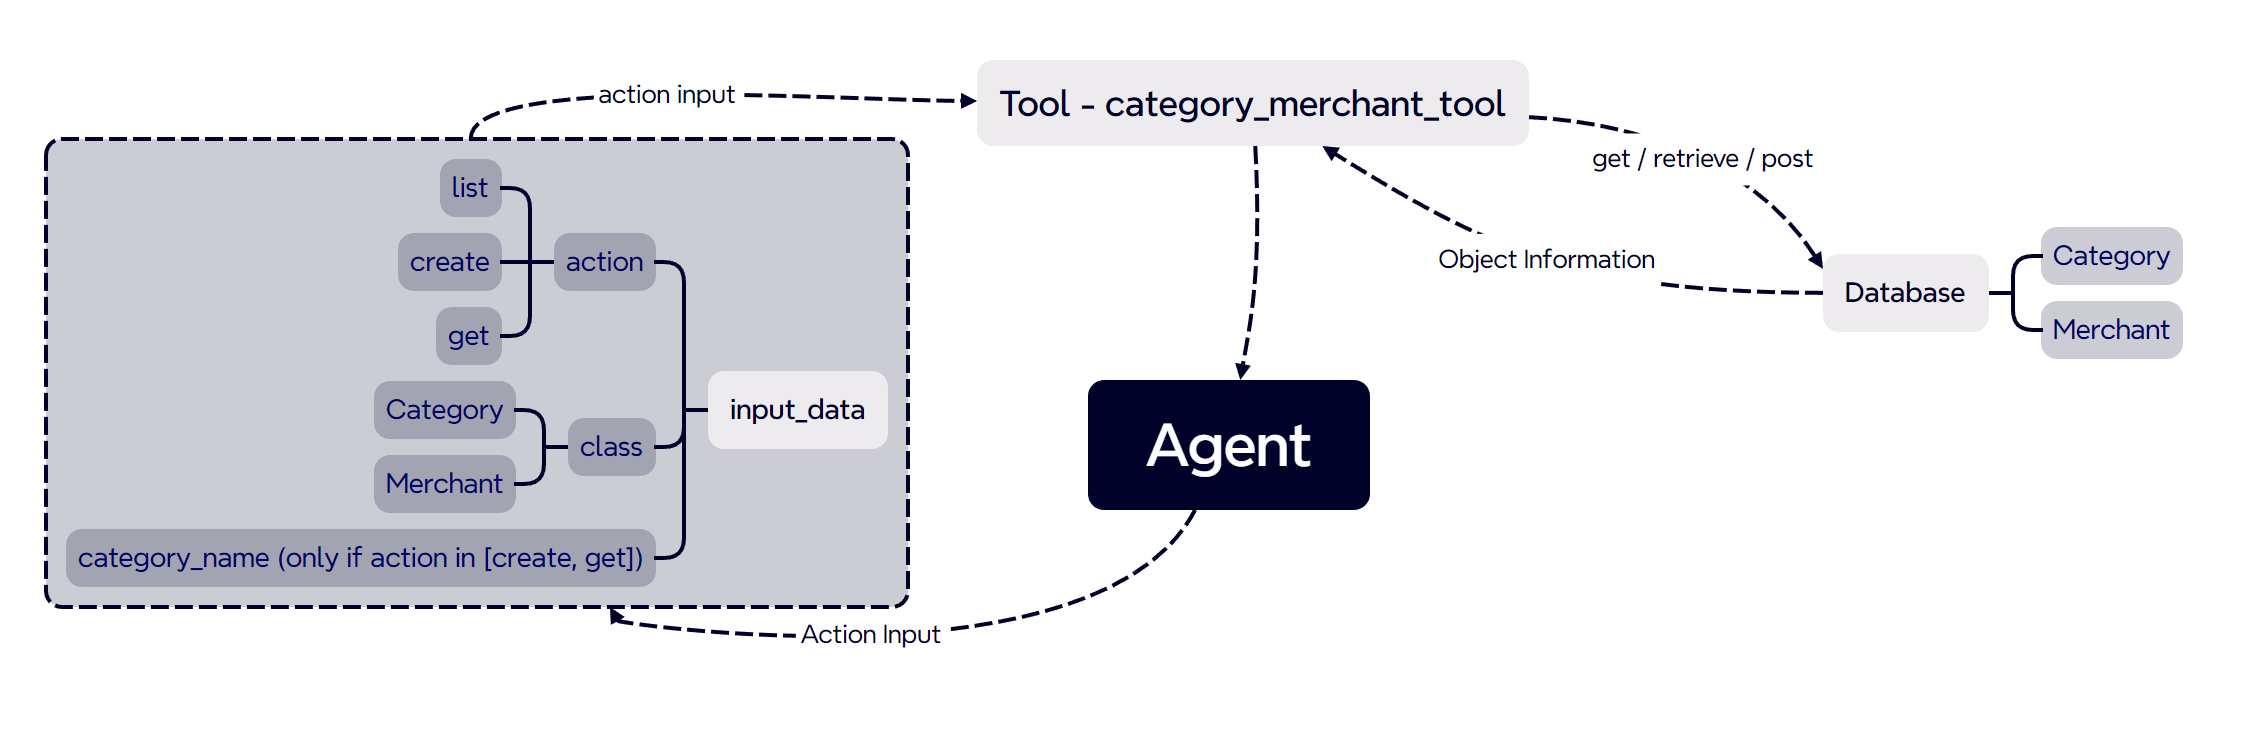 action input
Tool - category_merchant_tool
get / retrieve / post
list
create
action
get
Category
class
Merchant
input_data
category_name (only if action in [create, get])
Object Information
Database
Category
Merchant
Agent
Action Input